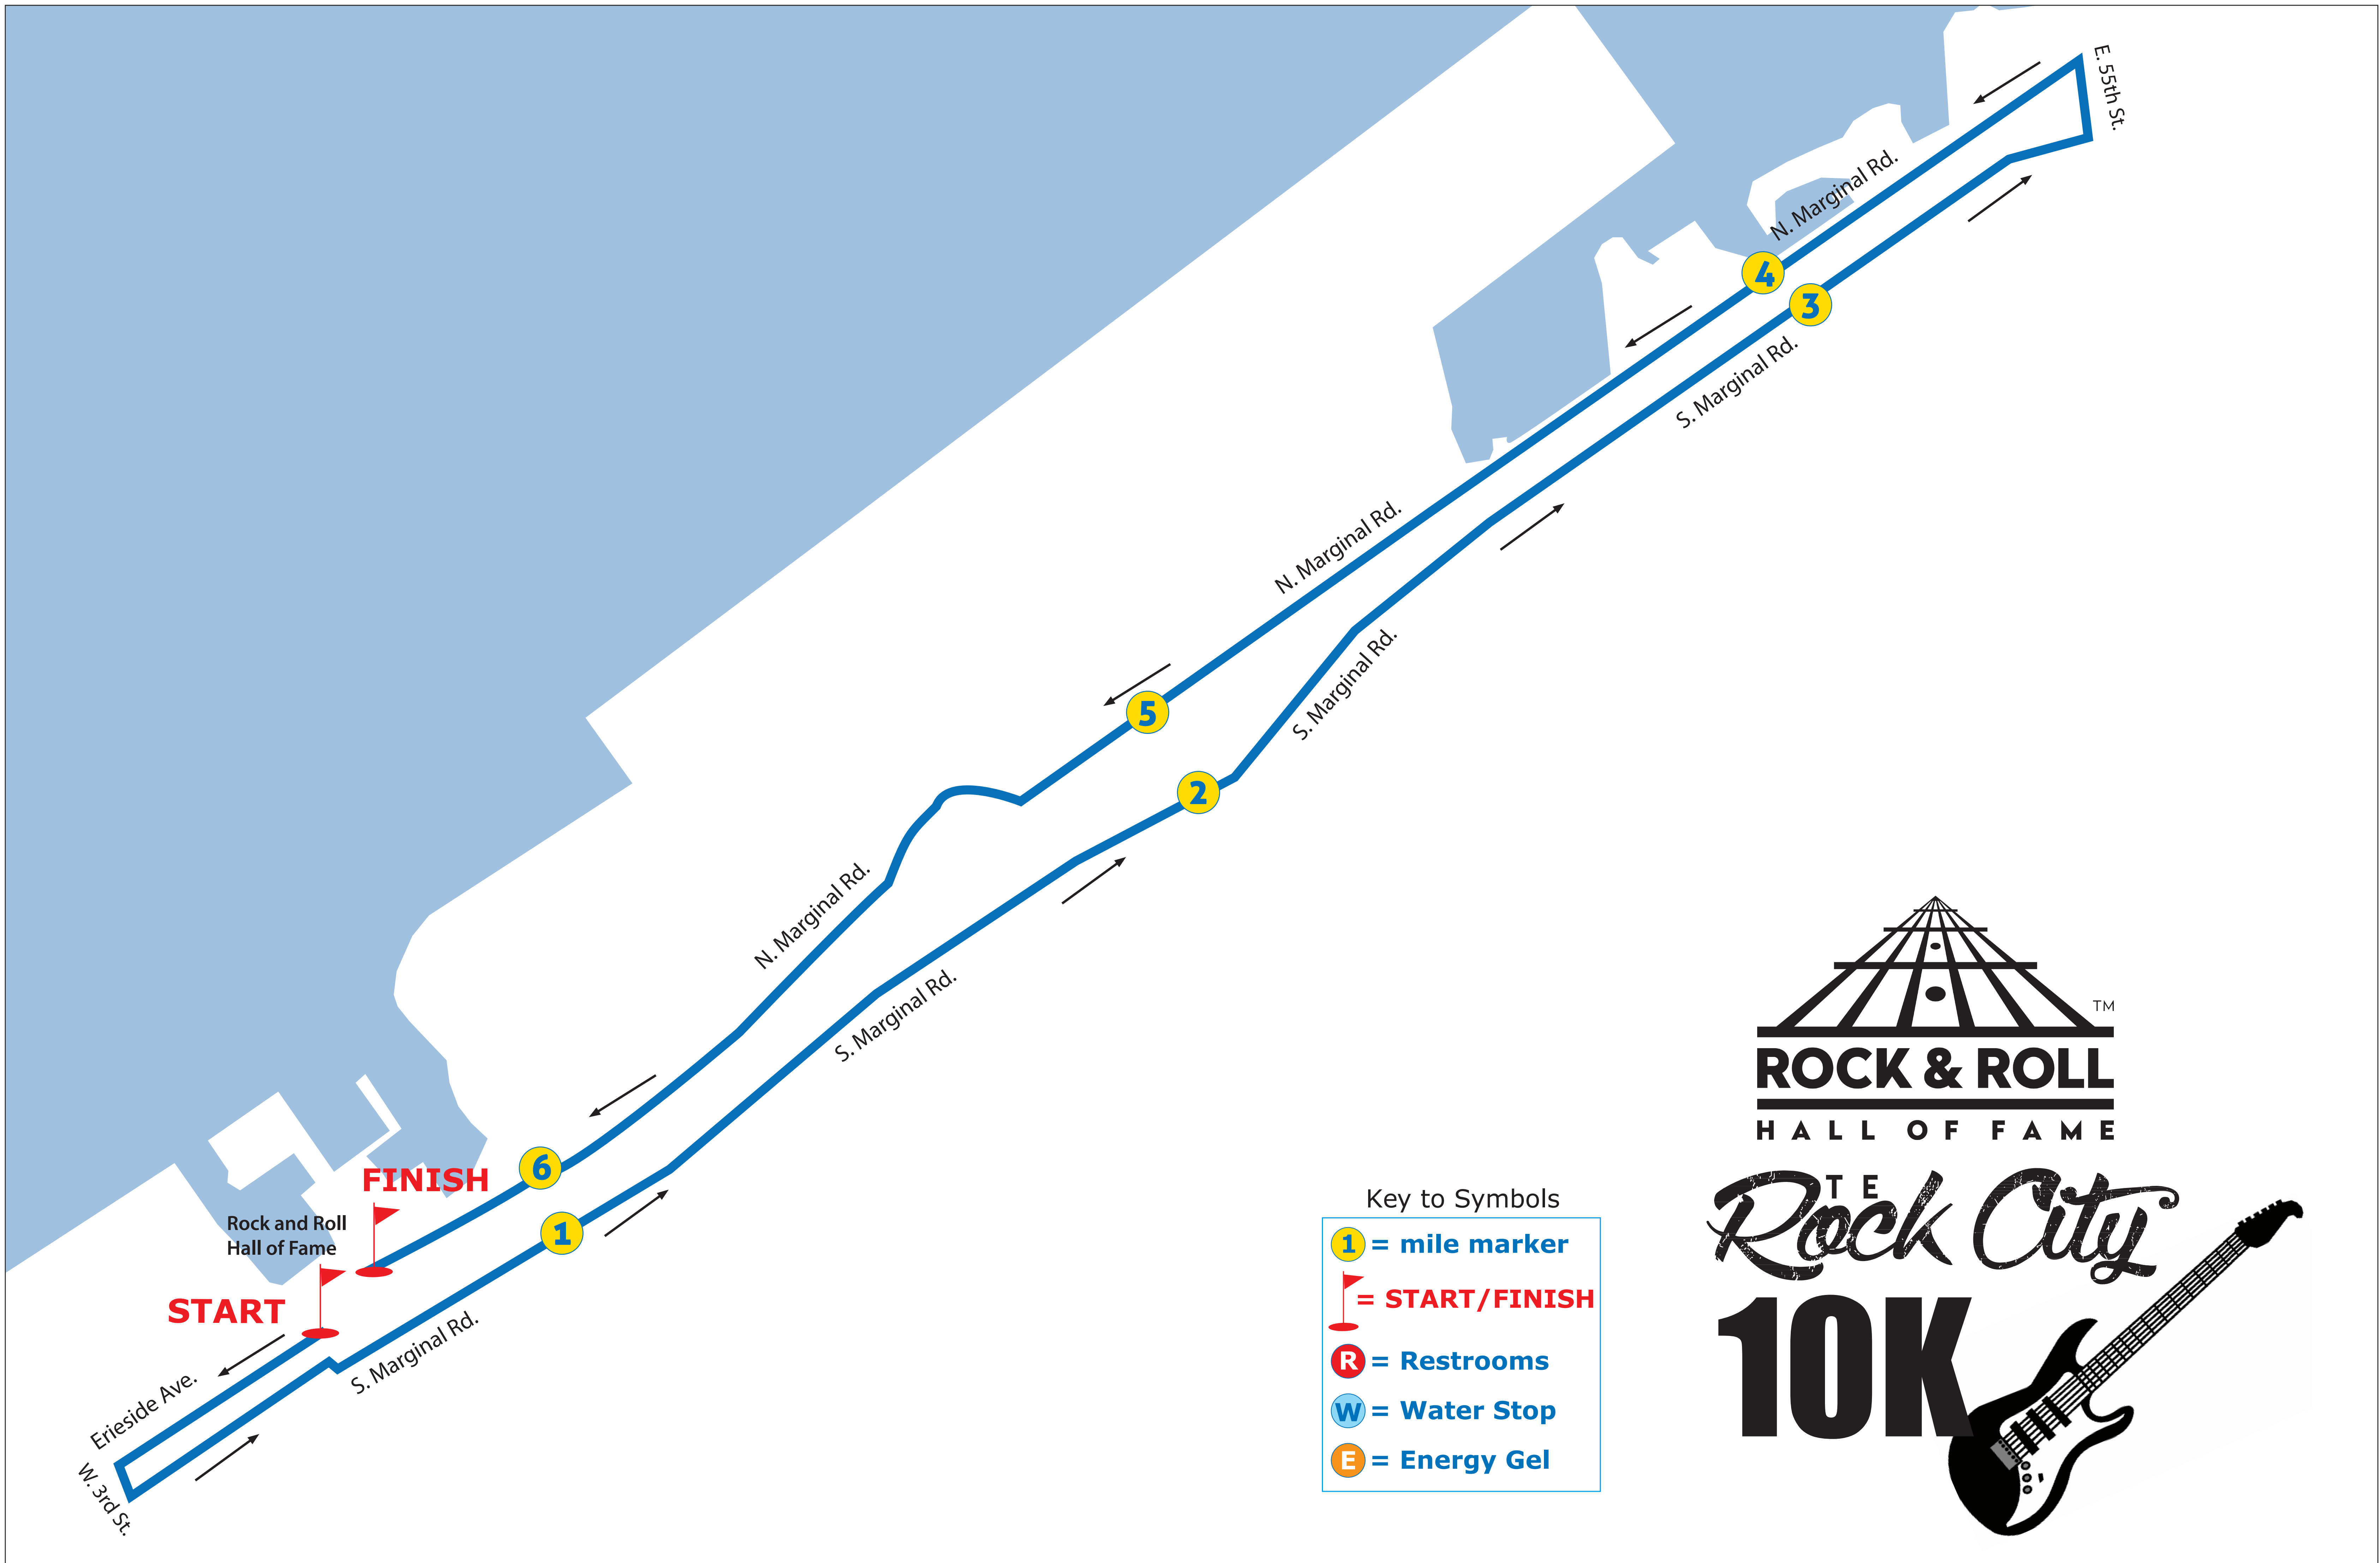 E. 55th St.
N. Marginal Rd.
4
3
S. Marginal Rd.
N. Marginal Rd.
S. Marginal Rd.
5
2
N. Marginal Rd.
S. Marginal Rd.
6
FINISH
1
Rock and Roll
Hall of Fame
START
S. Marginal Rd.
Erieside Ave.
W. 3rd St.
Key to Symbols
1 = mile marker
= START/FINISH
R = Restrooms
W = Water Stop
E = Energy Gel
TM
ROCK & ROLL
HALL OF FAME
T E
Rock City
10K